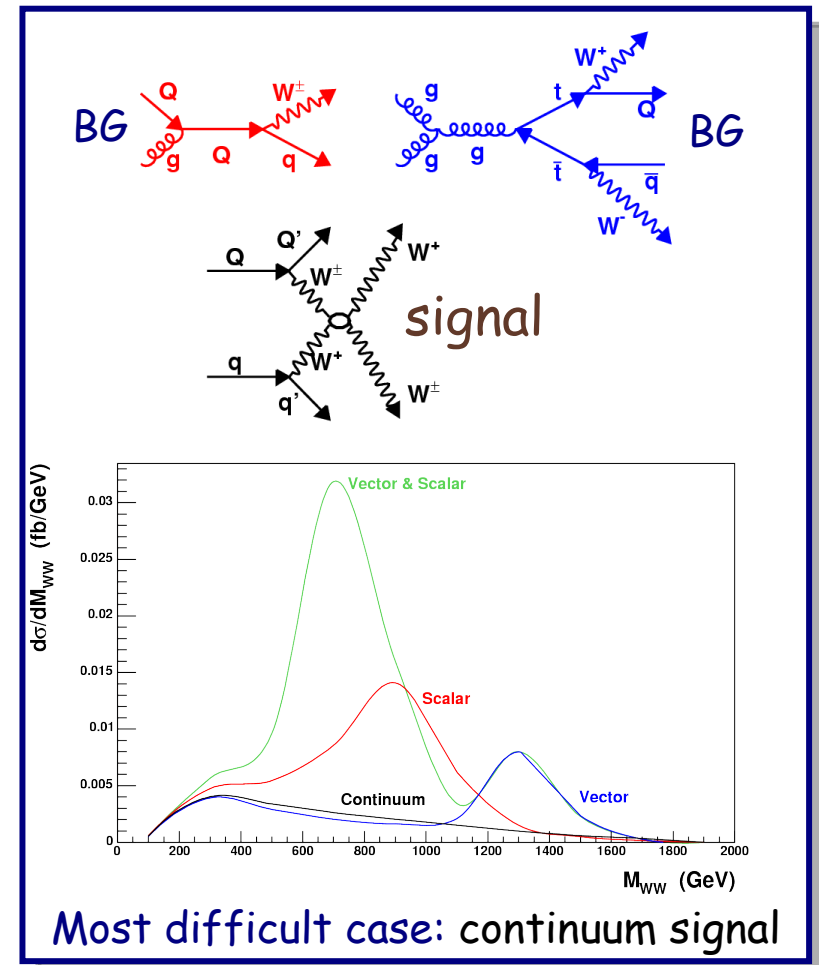 BG
Q
g
Q
W±
q
g
g
g
t
W+
Q
t̅
q̅
W-
BG
Q
Q’
W±
W+
signal
q
q’
W+
W±
dσ/dMWW (fb/GeV)
0.03
0.025
0.02
0.015
0.01
0.005
0
Vector & Scalar
Scalar
Continuum
Vector
0 200 400 600 800 1000 1200 1400 1600 1800 2000
MWW (GeV)
Most difficult case: continuum signal